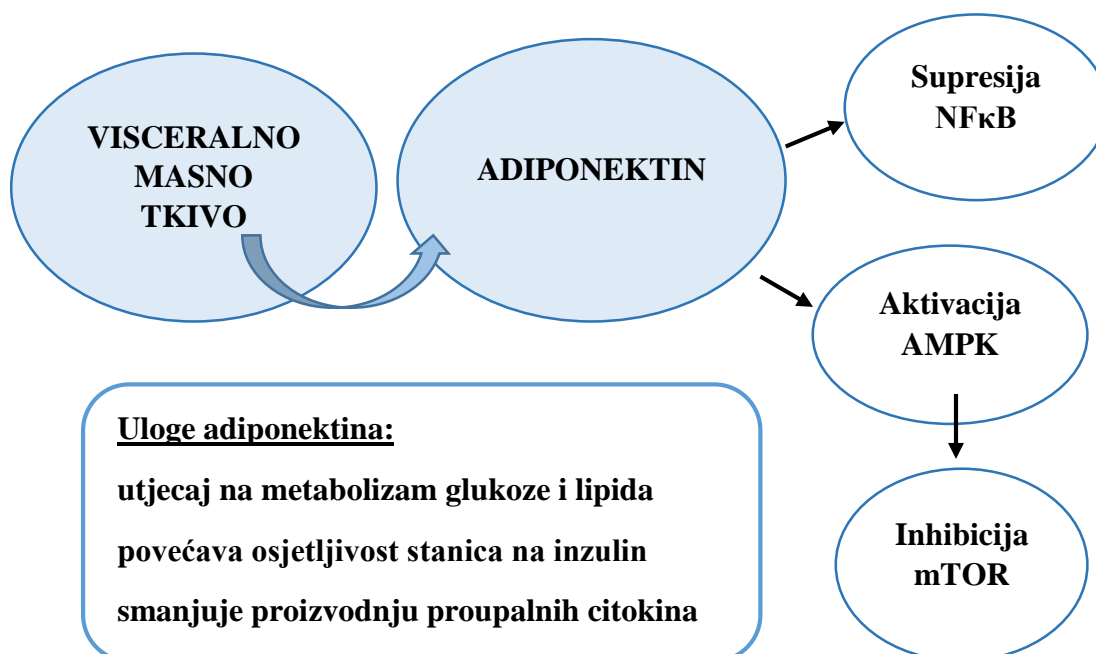 VISCERALNO
MASNO
TKIVO
ADIPONEKTIN
Supresija
NFκB
Aktivacija
AMPK
Inhibicija
mTOR
Uloge adiponektina:
utjecaj na metabolizam glukoze i lipida
povećava osjetljivost stanica na inzulin
smanjuje proizvodnju proupalnih citokina